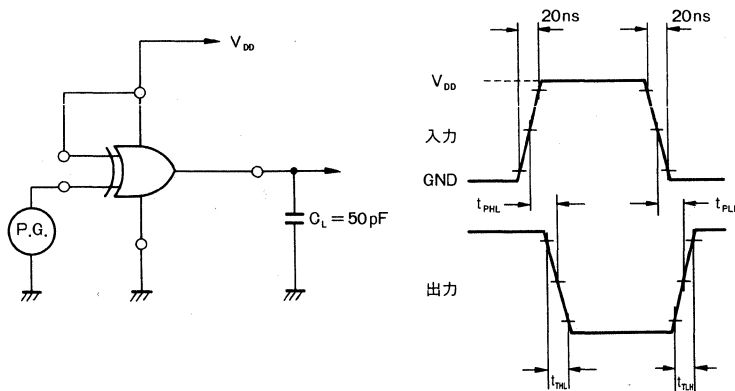 V_DD
P.G.
C_L = 50pF
20ns
20ns
V_DD
入力
GND
t_PHL
t_PLH
出力
t_THL
t_TLH